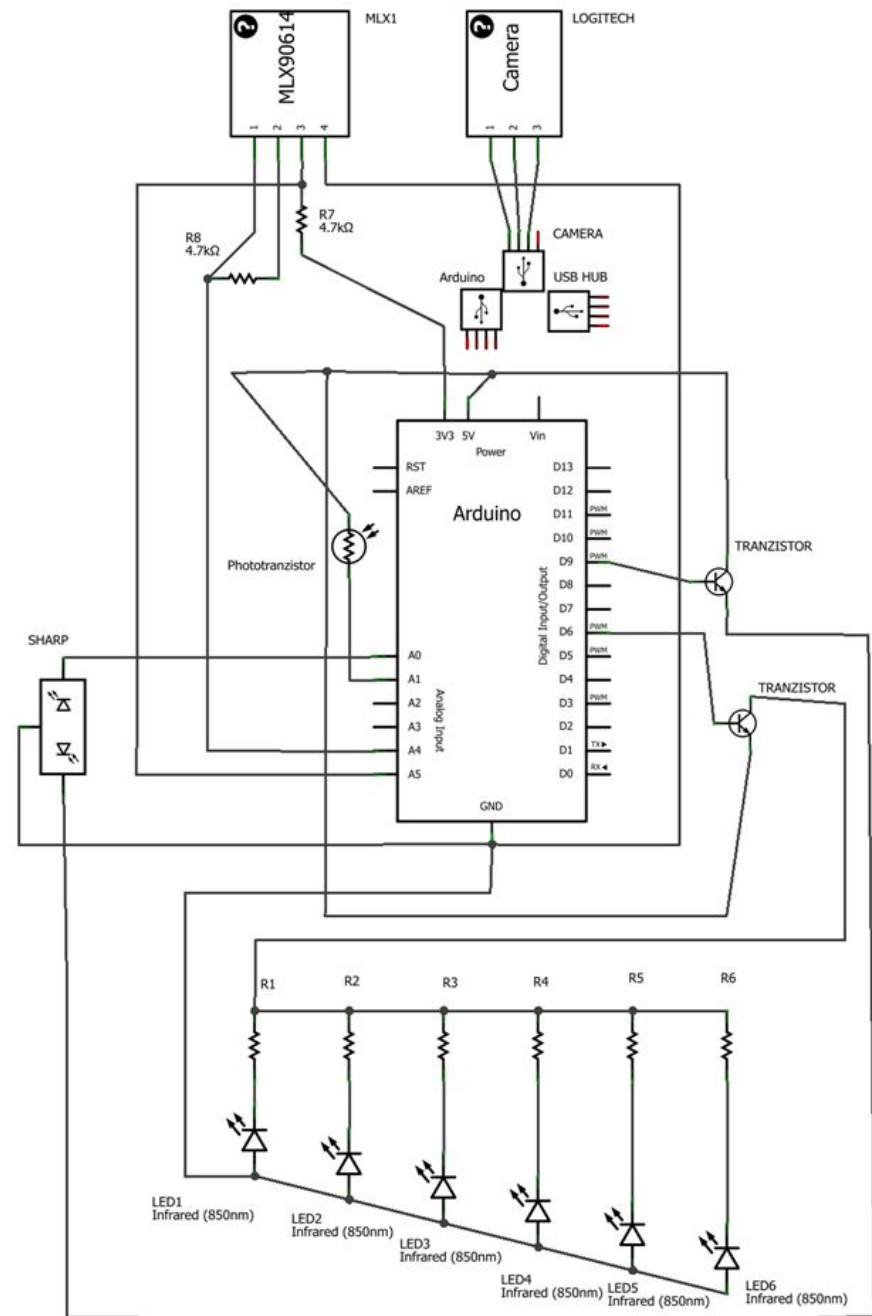 MLX1
LOGITECH
?
MLX90614
1 2 3 4
?
Camera
1 2 3
R7
4.7kΩ
R8
4.7kΩ
CAMERA
Arduino
USB HUB
3V3 5V Vin
Power
RST
AREF
Arduino
D13
D12
D11 PWM
D10 PWM
D9 PWM
D8
D7
D6 PWM
D5 PWM
D4
D3 PWM
D2
D1 TX
D0 RX
Digital Input/Output
Phototranzistor
TRANZISTOR
TRANZISTOR
SHARP
A0
A1
A2
A3
A4
A5
Analog Input
GND
R1
R2
R3
R4
R5
R6
LED1
Infrared (850nm)
LED2
Infrared (850nm)
LED3
Infrared (850nm)
LED4
Infrared (850nm)
LED5
Infrared (850nm)
LED6
Infrared (850nm)